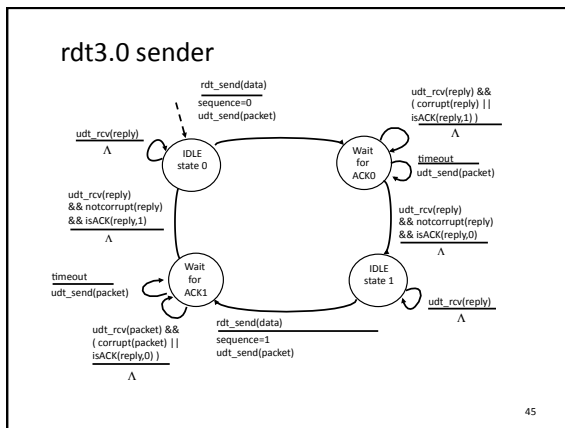 rdt3.0 sender
rdt_send(data)
sequence=0
udt_send(packet)
udt_rcv(reply) &&
( corrupt(reply) ||
isACK(reply,1) )
Λ
udt_rcv(reply)
Λ
IDLE
state 0
Wait
for
ACK0
timeout
udt_send(packet)
udt_rcv(reply)
&& notcorrupt(reply)
&& isACK(reply,1)
Λ
udt_rcv(reply)
&& notcorrupt(reply)
&& isACK(reply,0)
Λ
timeout
udt_send(packet)
Wait
for
ACK1
IDLE
state 1
udt_rcv(reply)
Λ
rdt_send(data)
sequence=1
udt_send(packet)
udt_rcv(packet) &&
( corrupt(packet) ||
isACK(reply,0) )
Λ
45